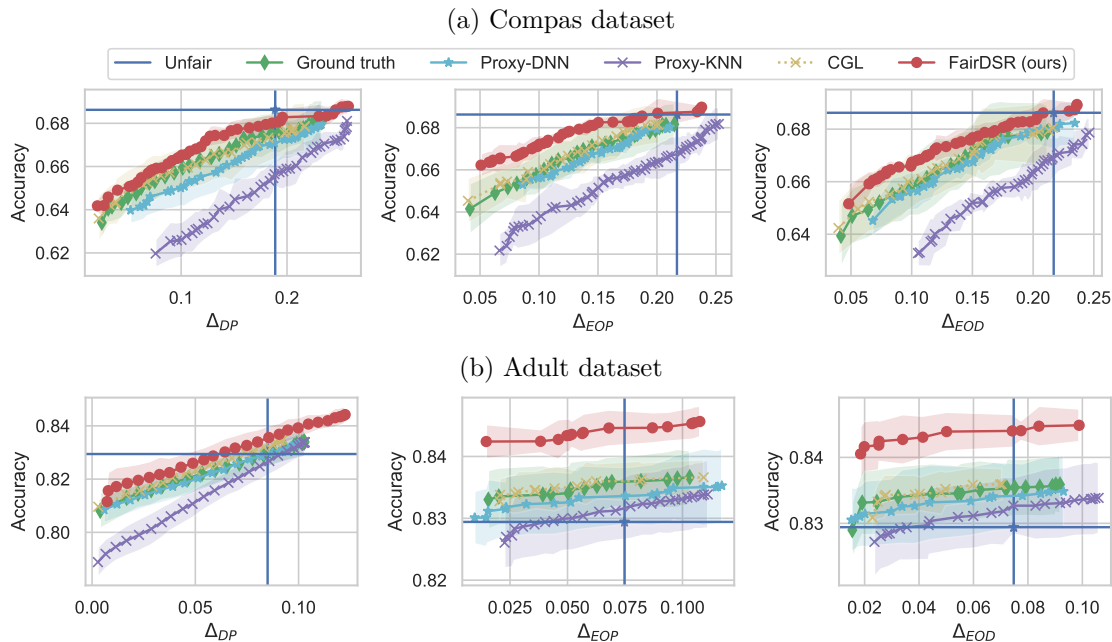 (a) Compas dataset
Unfair Ground truth Proxy-DNN Proxy-KNN CGL FairDSR (ours)
Accuracy
0.68
0.66
0.64
0.62
0.1 0.2
Δ_DP
Accuracy
0.68
0.66
0.64
0.62
0.05 0.10 0.15 0.20 0.25
Δ_EOP
Accuracy
0.68
0.66
0.64
0.05 0.10 0.15 0.20 0.25
Δ_EOD
(b) Adult dataset
Accuracy
0.84
0.82
0.80
0.00 0.05 0.10
Δ_DP
Accuracy
0.84
0.83
0.82
0.025 0.050 0.075 0.100
Δ_EOP
Accuracy
0.84
0.83
0.02 0.04 0.06 0.08 0.10
Δ_EOD